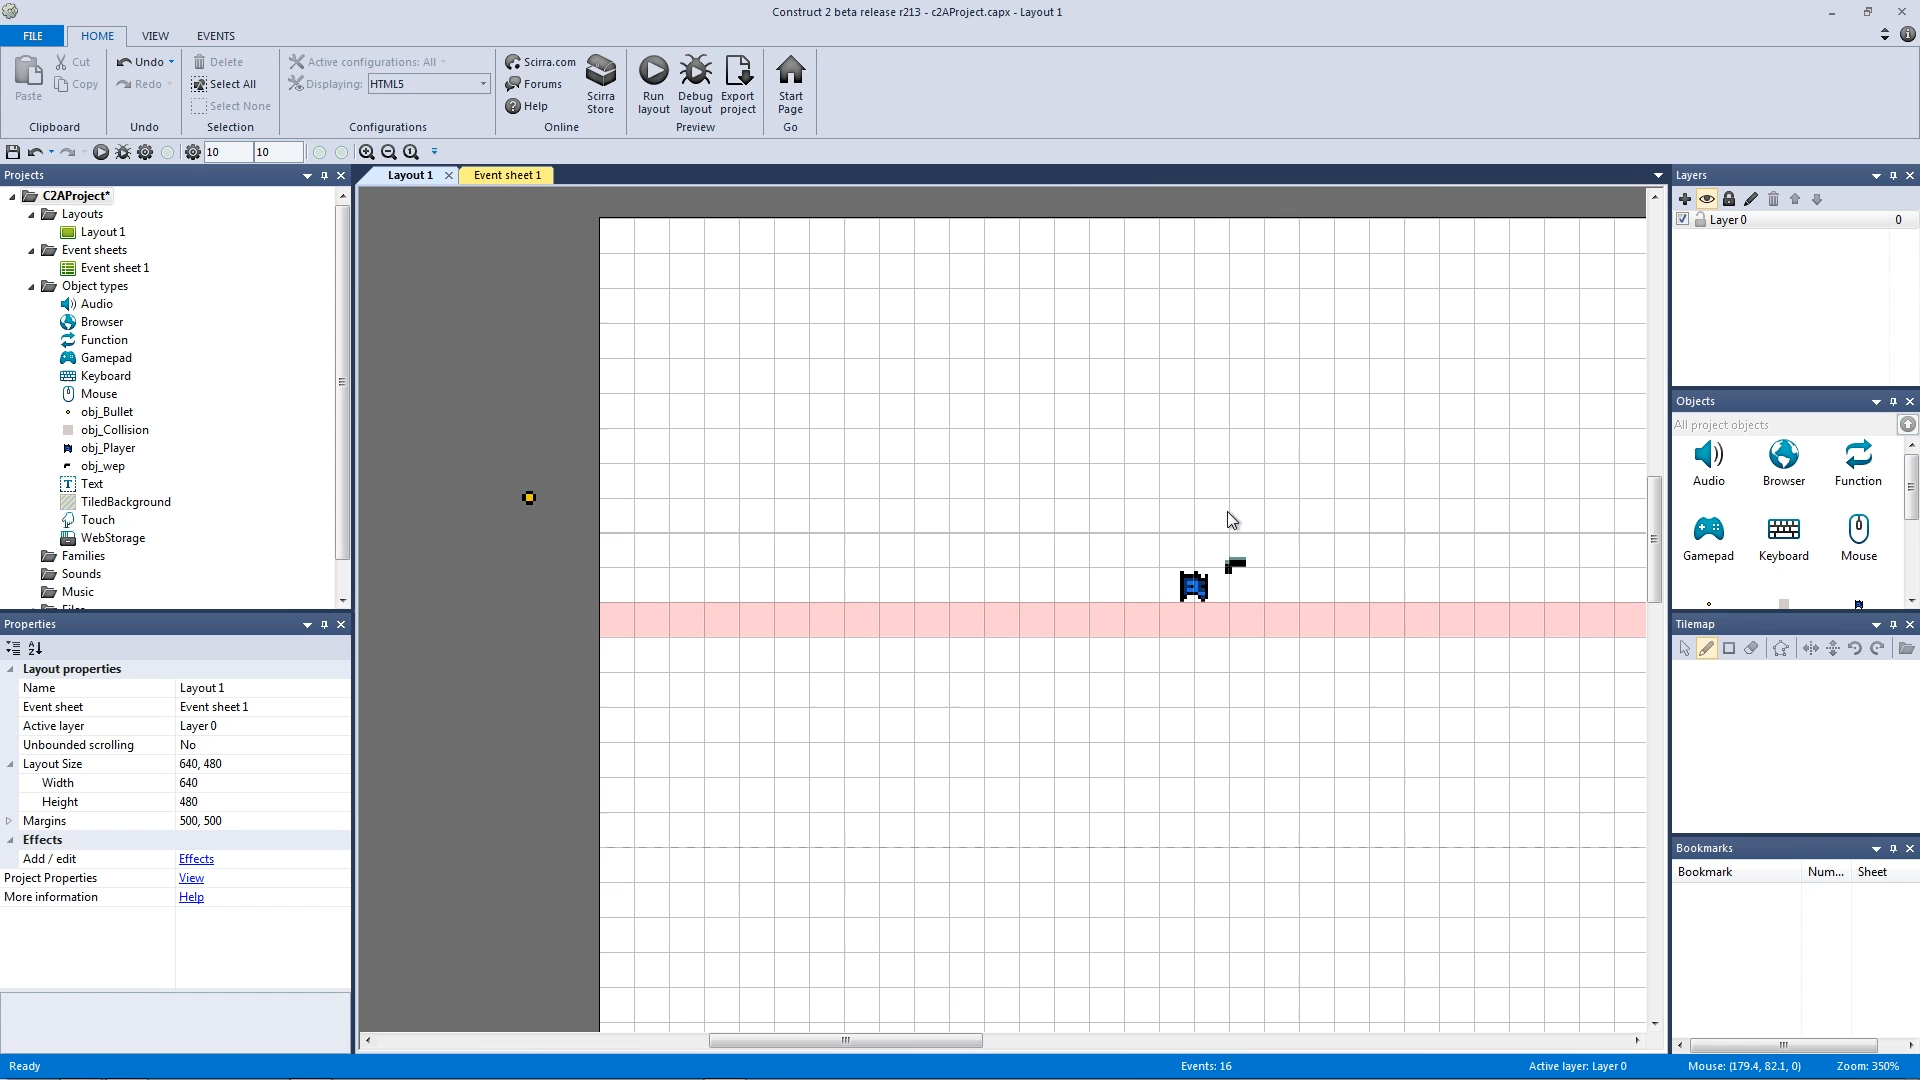 Construct 2 beta release r213 - c2AProject.capx - Layout 1
FILE HOME VIEW EVENTS
Paste
Cut
Copy
Clipboard
Undo
Redo
Undo
Delete
Select All
Select None
Selection
Active configurations: All
Displaying: HTML5
Configurations
Scirra.com
Forums
Help
Scirra Store
Online
Run layout
Debug layout
Export project
Preview
Start Page
Go
10 10
Projects
C2AProject*
Layouts
Layout 1
Event sheets
Event sheet 1
Object types
Audio
Browser
Function
Gamepad
Keyboard
Mouse
obj_Bullet
obj_Collision
obj_Player
obj_wep
Text
TiledBackground
Touch
WebStorage
Families
Sounds
Music
Properties
Layout properties
Name Layout 1
Event sheet Event sheet 1
Active layer Layer 0
Unbounded scrolling No
Layout Size 640, 480
Width 640
Height 480
Margins 500, 500
Effects
Add / edit Effects
Project Properties View
More information Help
Layout 1 Event sheet 1
Layers
Layer 0 0
Objects
All project objects
Audio Browser Function
Gamepad Keyboard Mouse
Tilemap
Bookmarks
Bookmark Num... Sheet
Ready Events: 16 Active layer: Layer 0 Mouse: (179.4, 82.1, 0) Zoom: 350%